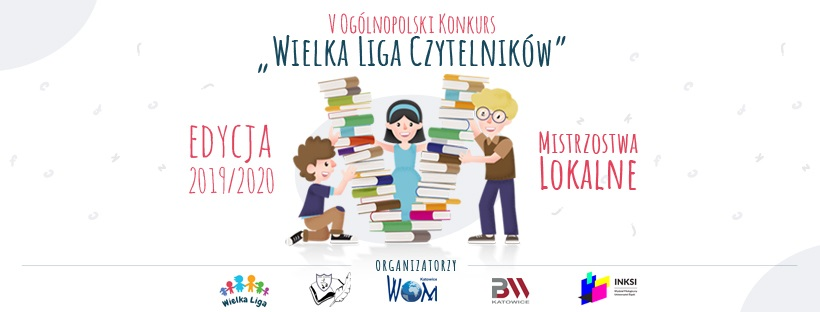 V Ogólnopolski Konkurs
„Wielka Liga Czytelników”
EDYCJA
2019/2020
Mistrzostwa
Lokalne
ORGANIZATORZY
Wielka Liga
Katowice
WOM
BM
KATOWICE
INKSI